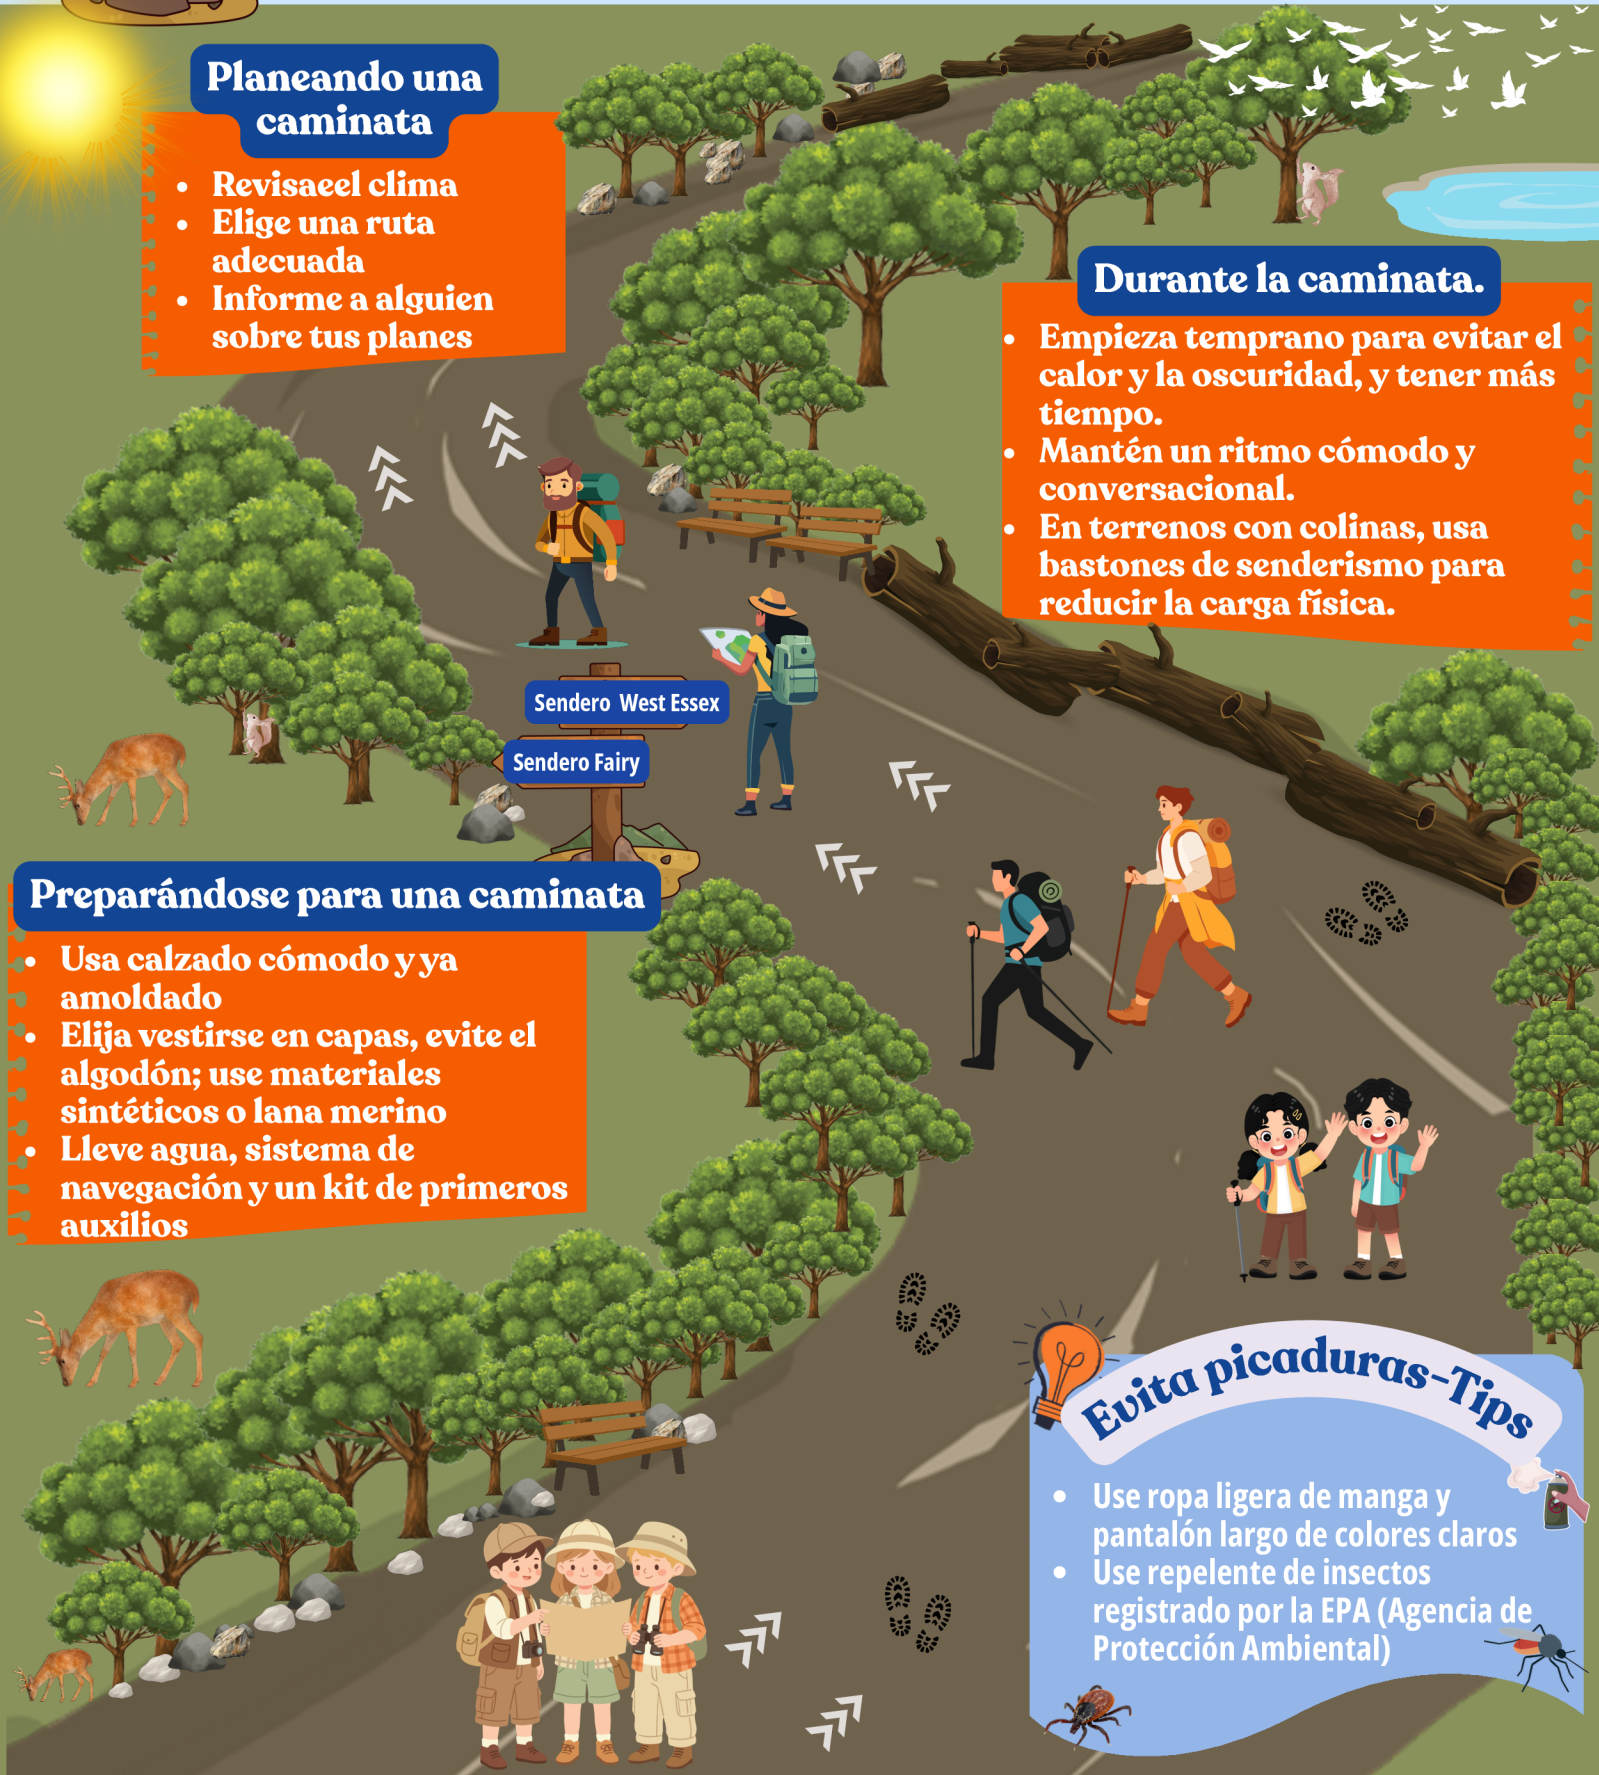 Planeando una
caminata
• Revisaeel clima
• Elige una ruta
adecuada
• Informe a alguien
sobre tus planes
Durante la caminata.
• Empieza temprano para evitar el
calor y la oscuridad, y tener más
tiempo.
• Mantén un ritmo cómodo y
conversacional.
• En terrenos con colinas, usa
bastones de senderismo para
reducir la carga física.
Sendero West Essex
Sendero Fairy
Preparándose para una caminata
• Usa calzado cómodo y ya
amoldado
• Elija vestirse en capas, evite el
algodón; use materiales
sintéticos o lana merino
• Lleve agua, sistema de
navegación y un kit de primeros
auxilios
Evita picaduras-Tips
• Use ropa ligera de manga y
pantalón largo de colores claros
• Use repelente de insectos
registrado por la EPA (Agencia de
Protección Ambiental)